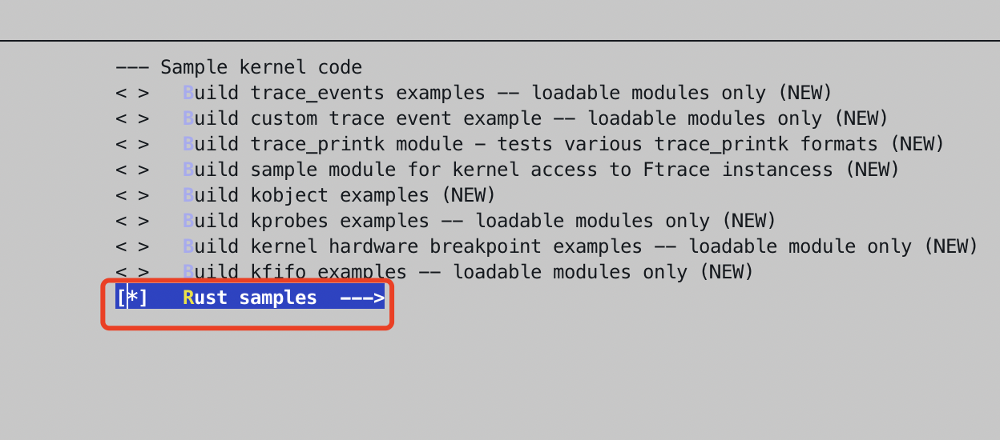 --- Sample kernel code
< >   Build trace_events examples -- loadable modules only (NEW)
< >   Build custom trace event example -- loadable modules only (NEW)
< >   Build trace_printk module - tests various trace_printk formats (NEW)
< >   Build sample module for kernel access to Ftrace instancess (NEW)
< >   Build kobject examples (NEW)
< >   Build kprobes examples -- loadable modules only (NEW)
< >   Build kernel hardware breakpoint examples -- loadable module only (NEW)
< >   Build kfifo examples -- loadable modules only (NEW)
[*]   Rust samples  --->